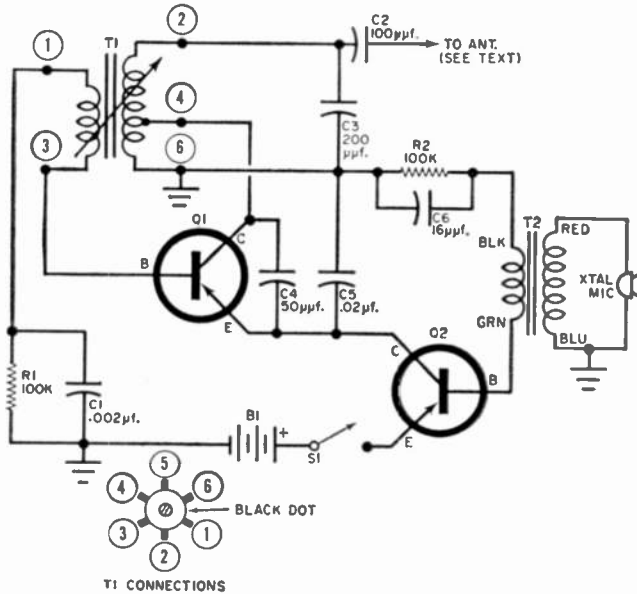 1
T1
2
C2
100µµf.
TO ANT.
(SEE TEXT)
4
C3
200
µµf.
3
6
R2
100K
C6
16µµf.
T2
BLK
RED
XTAL
MIC
GRN
BLU
Q1
C
B
E
C4
50µµf.
C5
.02µf.
Q2
C
B
E
R1
100K
C1
.002µf.
B1
+
S1
5
4
6
BLACK DOT
3
1
2
T1 CONNECTIONS